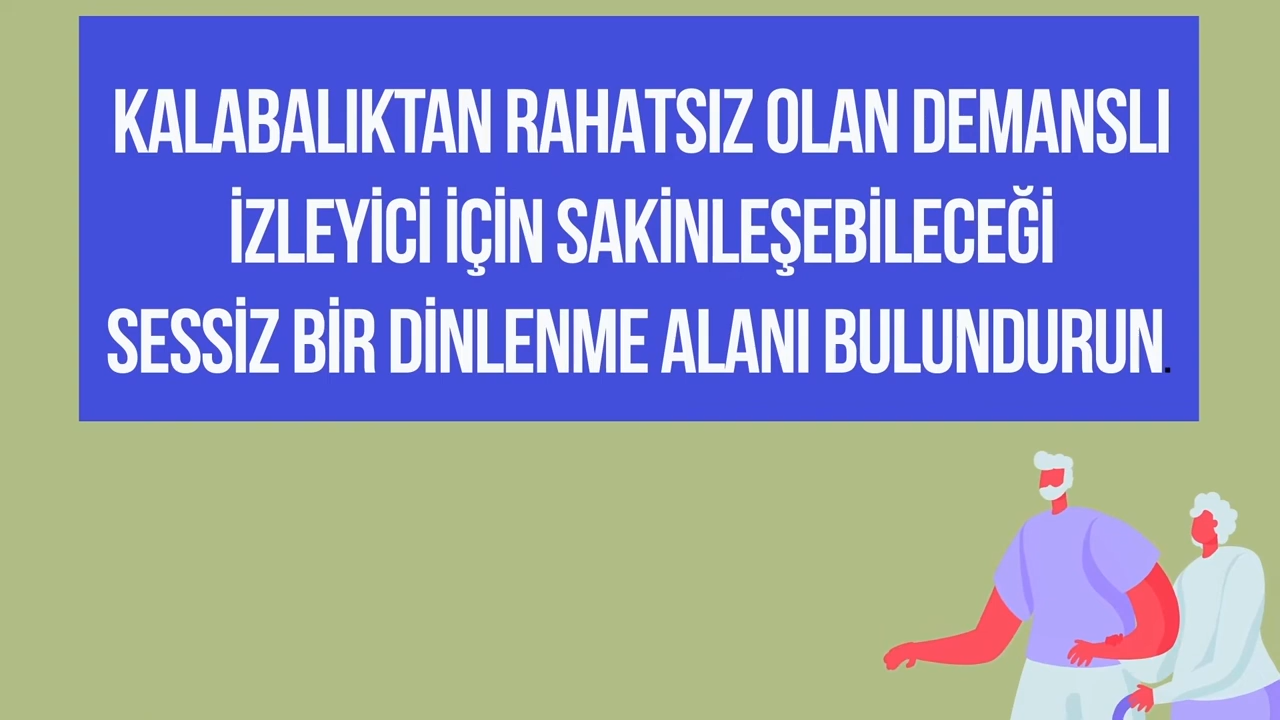 KALABALIKTAN RAHATSIZ OLAN DEMANSLI
İZLEYİCİ İÇİN SAKİNLEŞEBİLECEĞİ
SESSİZ BİR DİNLENME ALANI BULUNDURUN.